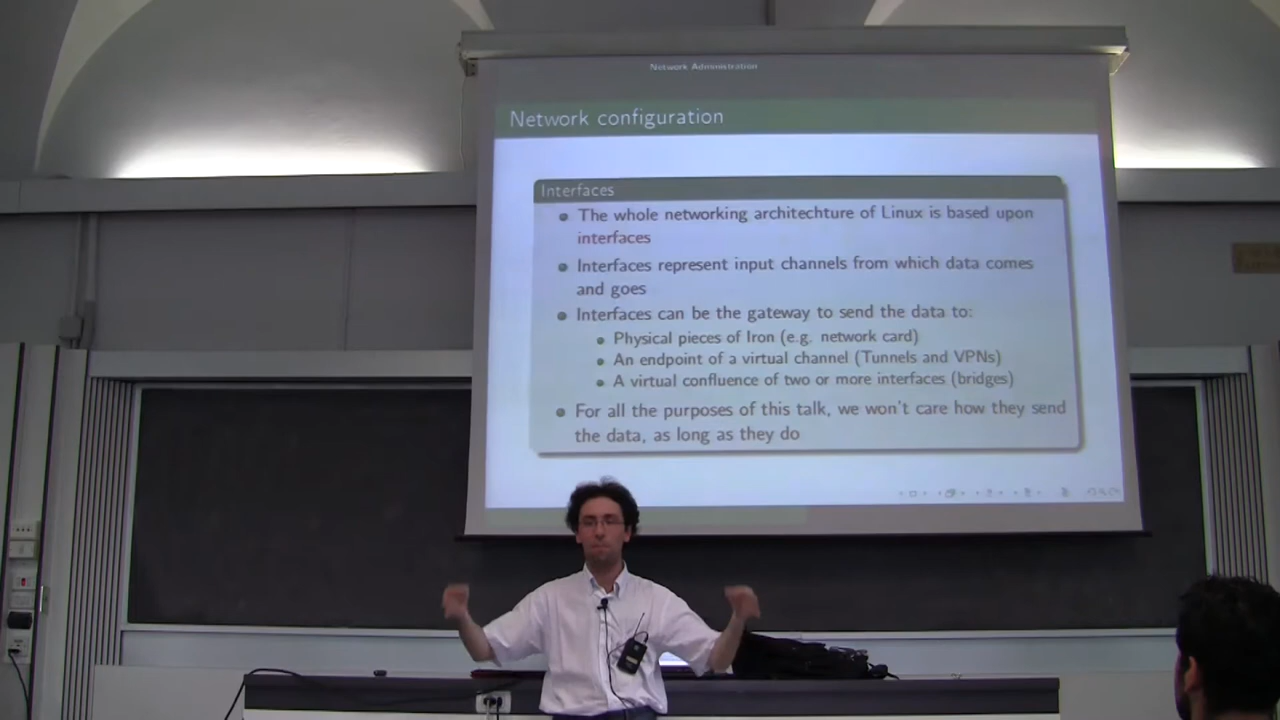 Network Administration
Network configuration
Interfaces
The whole networking architechture of Linux is based upon
interfaces
Interfaces represent input channels from which data comes
and goes
Interfaces can be the gateway to send the data to:
Physical pieces of Iron (e.g. network card)
An endpoint of a virtual channel (Tunnels and VPNs)
A virtual confluence of two or more interfaces (bridges)
For all the purposes of this talk, we won't care how they send
the data, as long as they do